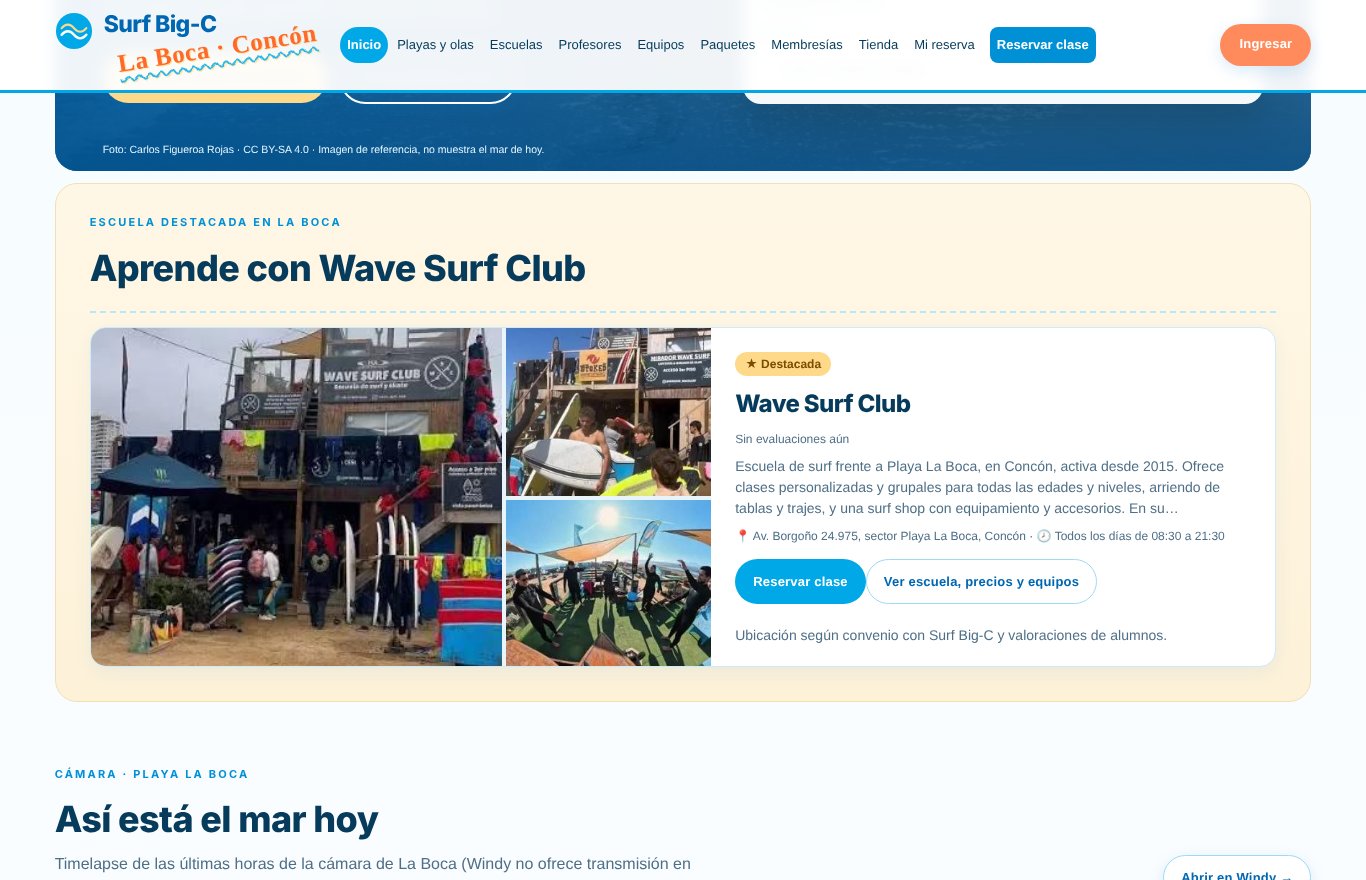 Surf Big-C
La Boca · Concón
Inicio
Playas y olas
Escuelas
Profesores
Equipos
Paquetes
Membresías
Tienda
Mi reserva
Reservar clase
Ingresar
Foto: Carlos Figueroa Rojas · CC BY-SA 4.0 · Imagen de referencia, no muestra el mar de hoy.
ESCUELA DESTACADA EN LA BOCA
Aprende con Wave Surf Club
WAVE SURF CLUB
Escuela de surf y skate
MIRADOR WAVE SURF
★ Destacada
Wave Surf Club
Sin evaluaciones aún
Escuela de surf frente a Playa La Boca, en Concón, activa desde 2015. Ofrece
clases personalizadas y grupales para todas las edades y niveles, arriendo de
tablas y trajes, y una surf shop con equipamiento y accesorios. En su…
📍 Av. Borgoño 24.975, sector Playa La Boca, Concón · 🕗 Todos los días de 08:30 a 21:30
Reservar clase
Ver escuela, precios y equipos
Ubicación según convenio con Surf Big-C y valoraciones de alumnos.
CÁMARA · PLAYA LA BOCA
Así está el mar hoy
Timelapse de las últimas horas de la cámara de La Boca (Windy no ofrece transmisión en
Abrir en Windy →